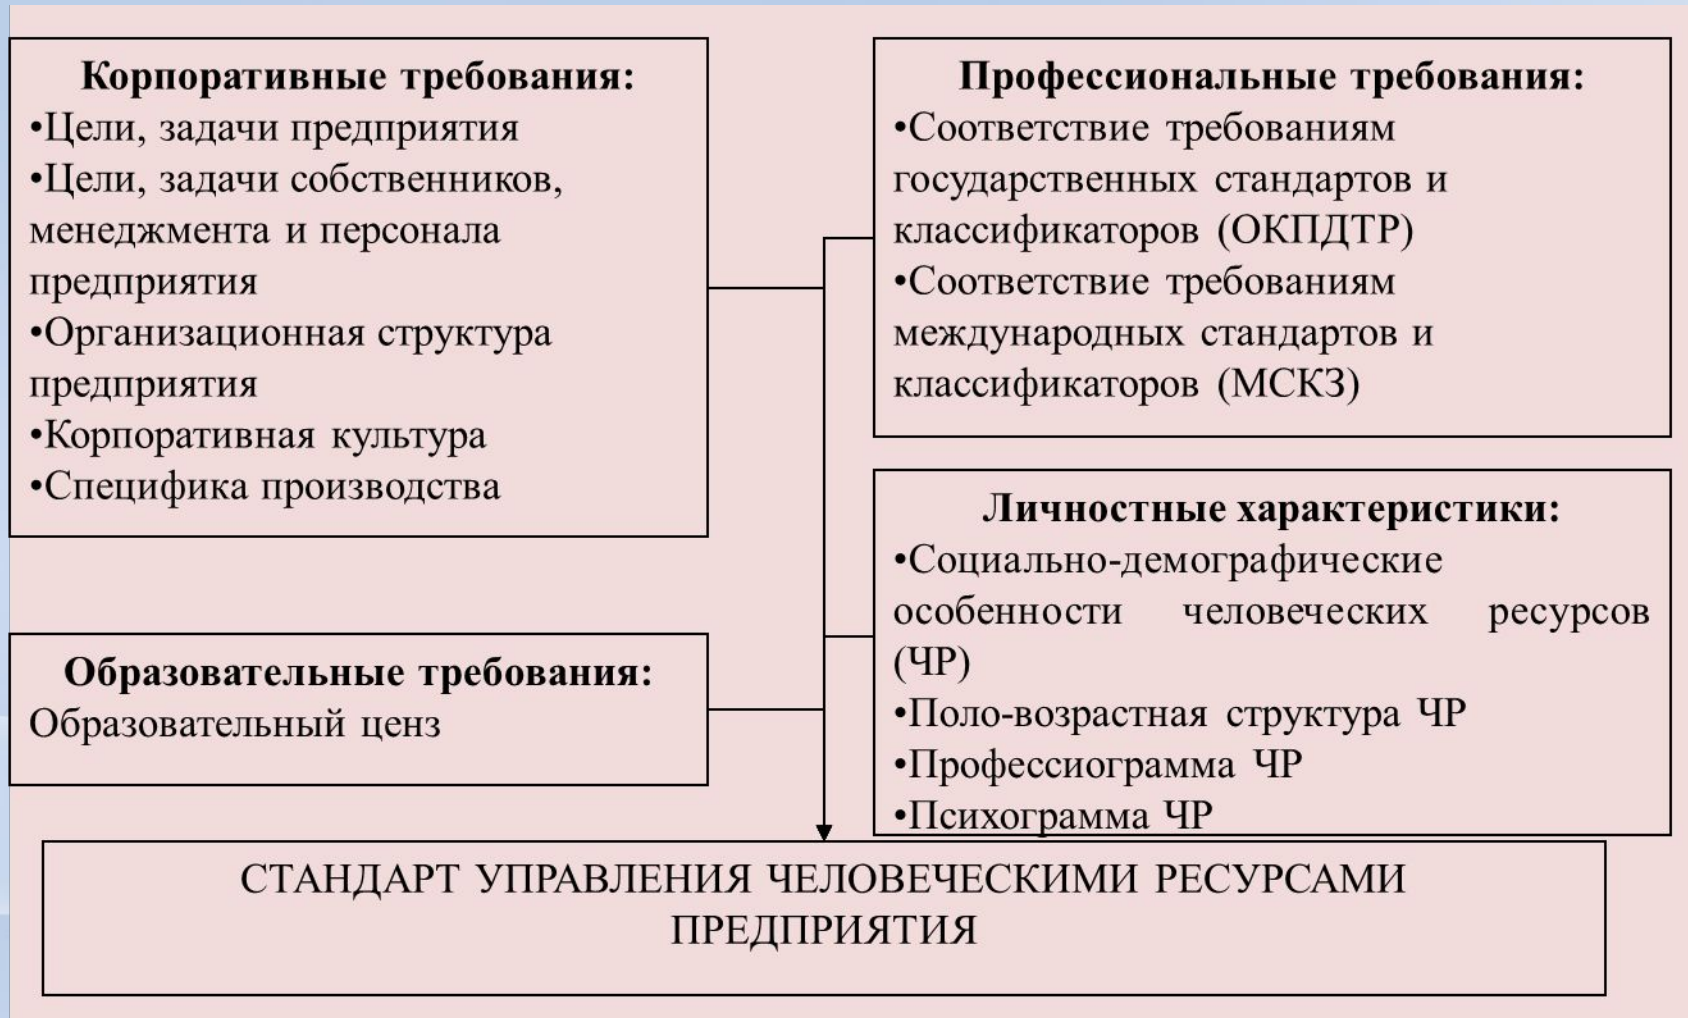 Корпоративные требования:
•Цели, задачи предприятия
•Цели, задачи собственников,
менеджмента и персонала
предприятия
•Организационная структура
предприятия
•Корпоративная культура
•Специфика производства
Профессиональные требования:
•Соответствие требованиям
государственных стандартов и
классификаторов (ОКПДТР)
•Соответствие требованиям
международных стандартов и
классификаторов (МСКЗ)
Образовательные требования:
Образовательный ценз
Личностные характеристики:
•Социально-демографические
особенности человеческих ресурсов
(ЧР)
•Поло-возрастная структура ЧР
•Профессиограмма ЧР
•Психограмма ЧР
СТАНДАРТ УПРАВЛЕНИЯ ЧЕЛОВЕЧЕСКИМИ РЕСУРСАМИ
ПРЕДПРИЯТИЯ